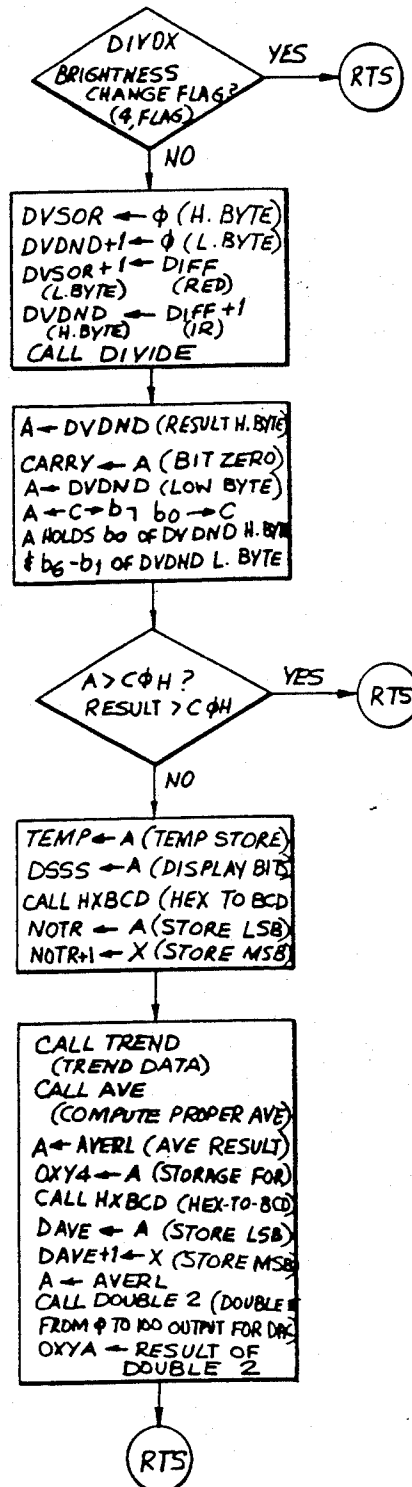 DIVOX
BRIGHTNESS
CHANGE FLAG?
(4,FLAG)
YES
RTS
NO
DVSOR ← ϕ (H. BYTE)
DVDND+1 ← ϕ (L. BYTE)
DVSOR+1 ← DIFF
(L.BYTE) (RED)
DVDND ← DIFF+1
(H.BYTE) (IR)
CALL DIVIDE
A ← DVDND (RESULT H. BYTE)
CARRY ← A (BIT ZERO)
A ← DVDND (LOW BYTE)
A ← C → b7 b0 → C
A HOLDS b0 OF DVDND H. BYTE
& b6-b1 OF DVDND L. BYTE
A > CϕH ?
RESULT > CϕH
YES
RTS
NO
TEMP ← A (TEMP STORE)
DSSS ← A (DISPLAY BITS)
CALL HXBCD (HEX TO BCD
NOTR ← A (STORE LSB)
NOTR+1 ← X (STORE MSB)
CALL TREND
(TREND DATA)
CALL AVE
(COMPUTE PROPER AVE)
A ← AVERL (AVE RESULT)
OXY4 ← A (STORAGE FOR)
CALL HXBCD (HEX-TO-BCD)
DAVE ← A (STORE LSB)
DAVE+1 ← X (STORE MSB)
A ← AVERL
CALL DOUBLE 2 (DOUBLE
FROM ϕ TO 100 OUTPUT FOR DAC)
OXYA ← RESULT OF
DOUBLE 2
RTS